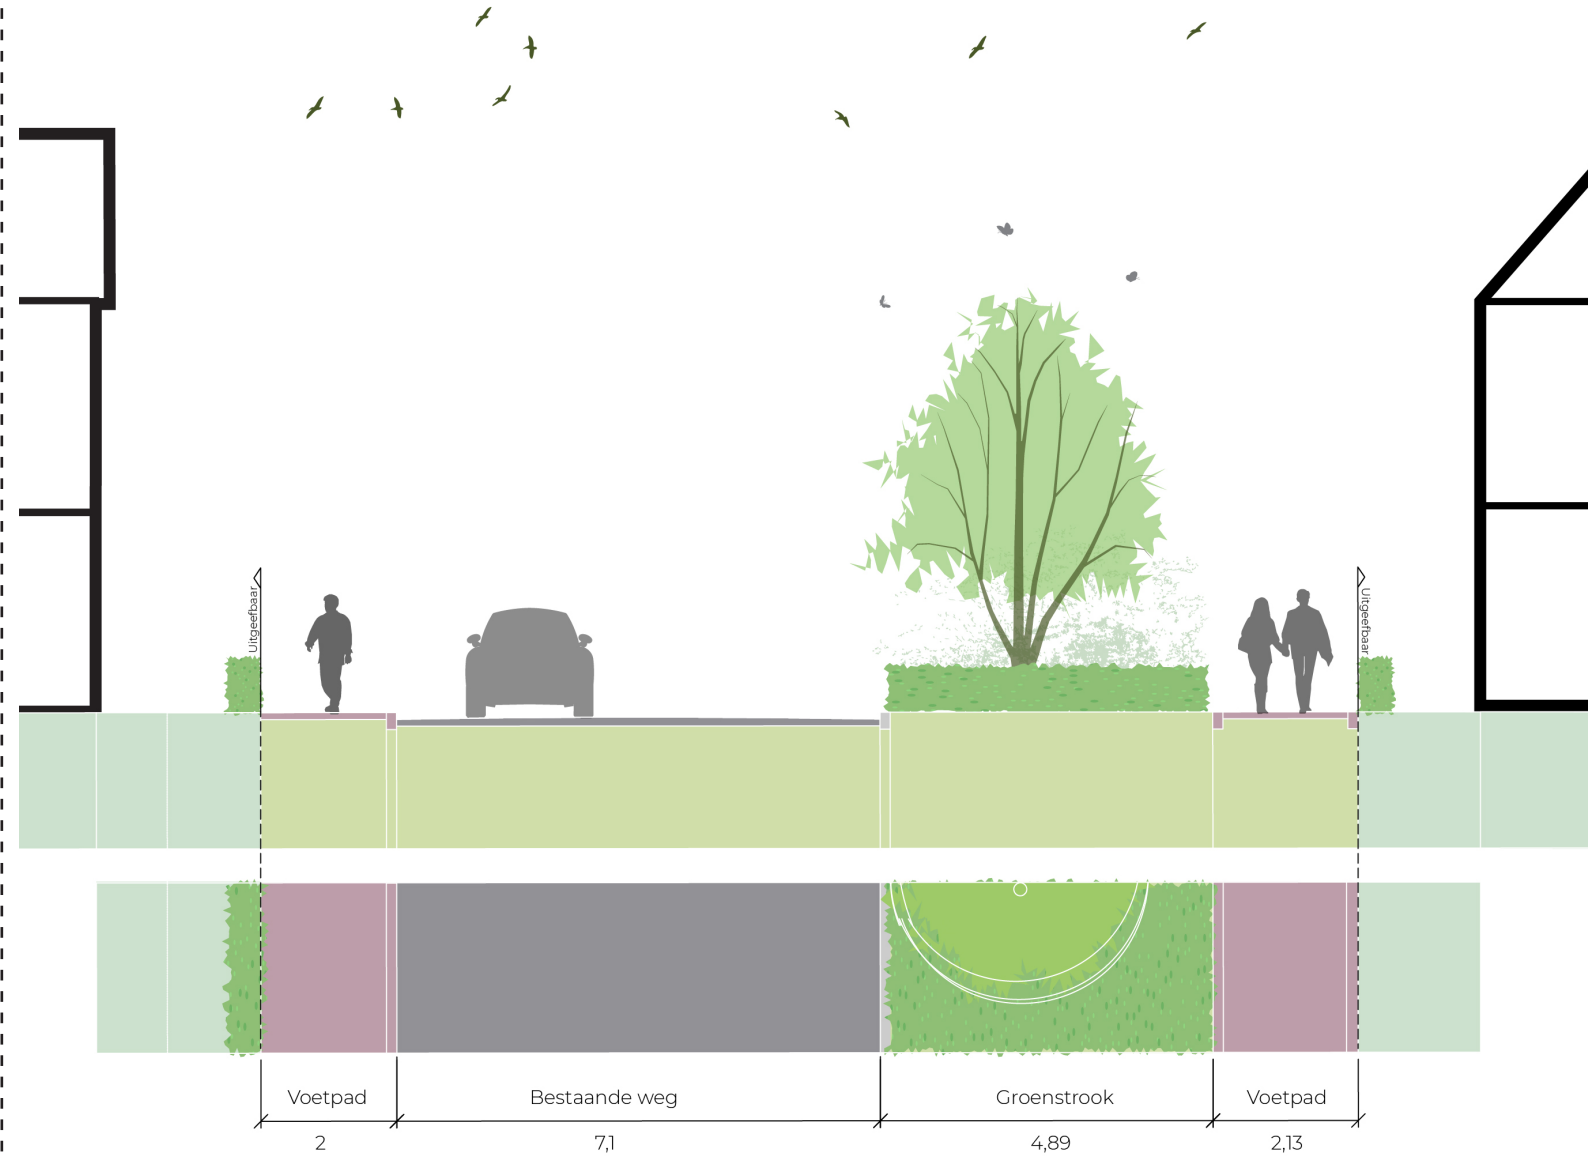 Uitgeefbaar
Uitgeefbaar
Voetpad
Bestaande weg
Groenstrook
Voetpad
2
7,1
4,89
2,13